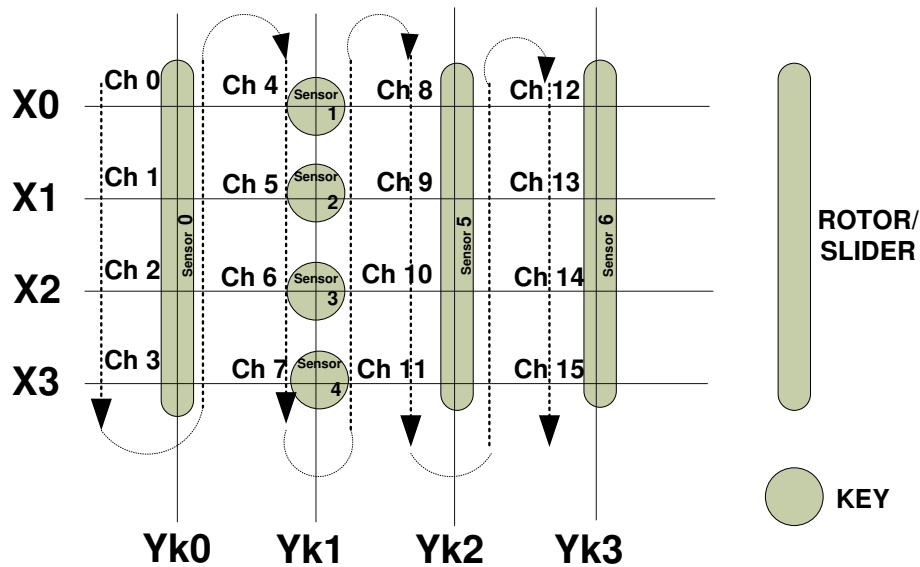 X0 Ch 0 Ch 4 Sensor 1 Ch 8 Ch 12
X1 Ch 1 Ch 5 Sensor 2 Ch 9 Ch 13
Sensor 0 Sensor 5 Sensor 6
X2 Ch 2 Ch 6 Sensor 3 Ch 10 Ch 14
X3 Ch 3 Ch 7 Sensor 4 Ch 11 Ch 15
Yk0 Yk1 Yk2 Yk3
ROTOR/
SLIDER
KEY